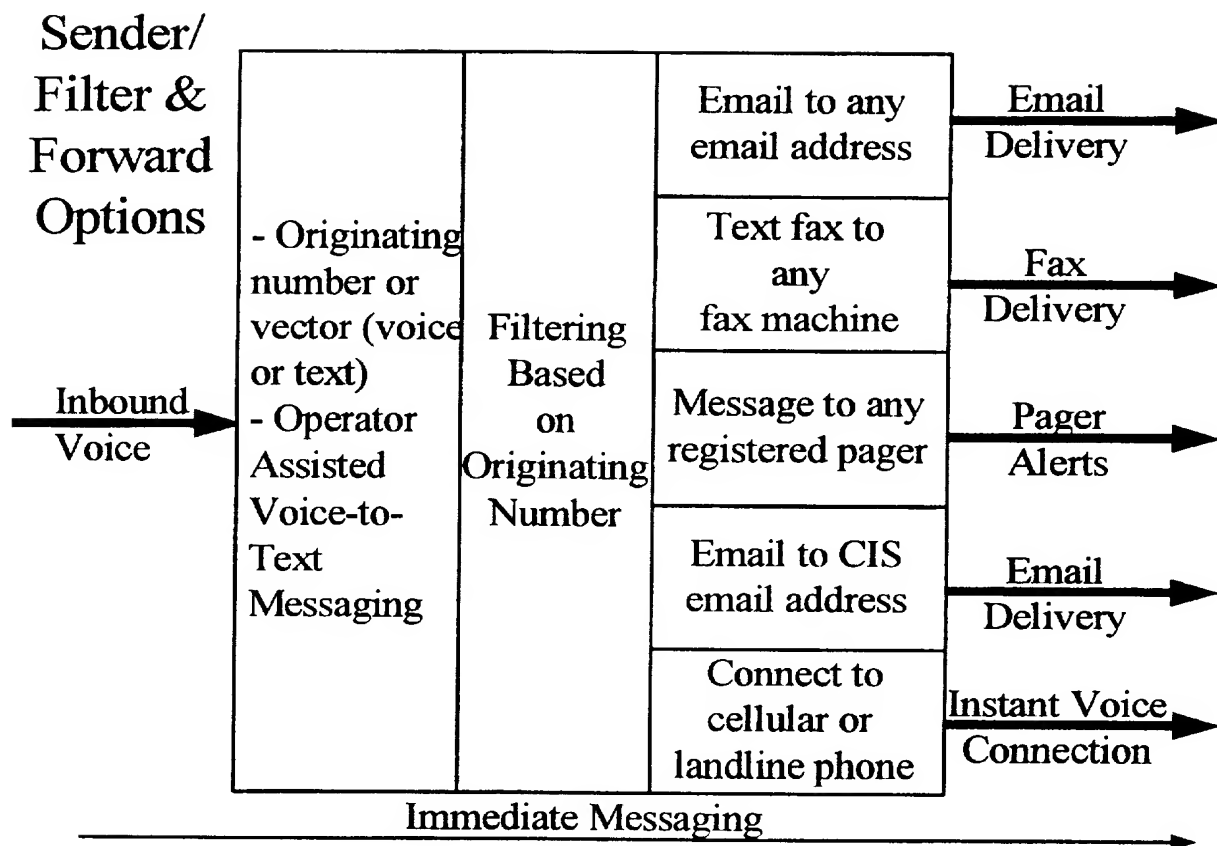 Sender/
Filter &
Forward
Options
Inbound
Voice
- Originating
number or
vector (voice
or text)
- Operator
Assisted
Voice-to-
Text
Messaging
Filtering
Based
on
Originating
Number
Email to any
email address
Email
Delivery
Text fax to
any
fax machine
Fax
Delivery
Message to any
registered pager
Pager
Alerts
Email to CIS
email address
Email
Delivery
Connect to
cellular or
landline phone
Instant Voice
Connection
Immediate Messaging